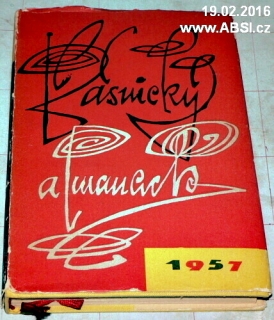 19.02.2016
www.ABSI.cz
Básnický
almanach
1957